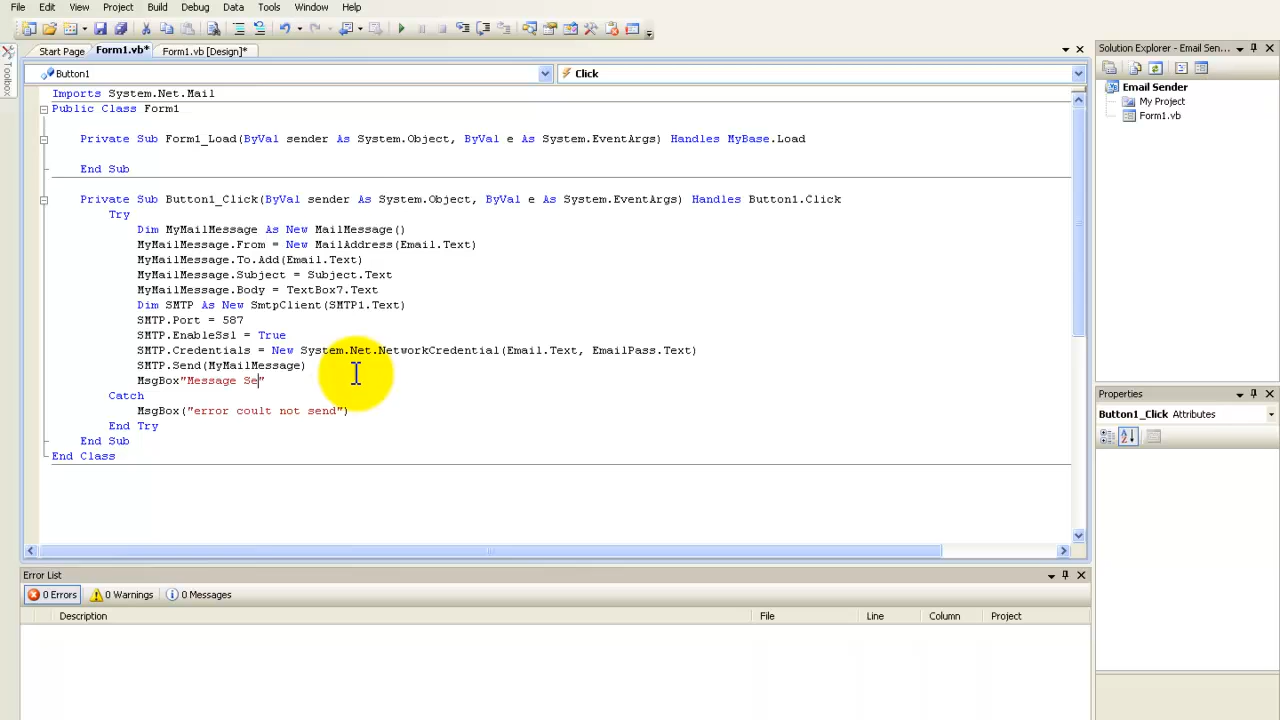 File Edit View Project Build Debug Data Tools Window Help
Start Page Form1.vb* Form1.vb [Design]*
Button1 Click
Imports System.Net.Mail
Public Class Form1
Private Sub Form1_Load(ByVal sender As System.Object, ByVal e As System.EventArgs) Handles MyBase.Load
End Sub
Private Sub Button1_Click(ByVal sender As System.Object, ByVal e As System.EventArgs) Handles Button1.Click
Try
Dim MyMailMessage As New MailMessage()
MyMailMessage.From = New MailAddress(Email.Text)
MyMailMessage.To.Add(Email.Text)
MyMailMessage.Subject = Subject.Text
MyMailMessage.Body = TextBox7.Text
Dim SMTP As New SmtpClient(SMTP1.Text)
SMTP.Port = 587
SMTP.EnableSsl = True
SMTP.Credentials = New System.Net.NetworkCredential(Email.Text, EmailPass.Text)
SMTP.Send(MyMailMessage)
MsgBox"Message Se"
Catch
MsgBox("error coult not send")
End Try
End Sub
End Class
Toolbox
Solution Explorer - Email Sen...
Email Sender
My Project
Form1.vb
Properties
Button1_Click Attributes
Error List
0 Errors 0 Warnings 0 Messages
Description File Line Column Project